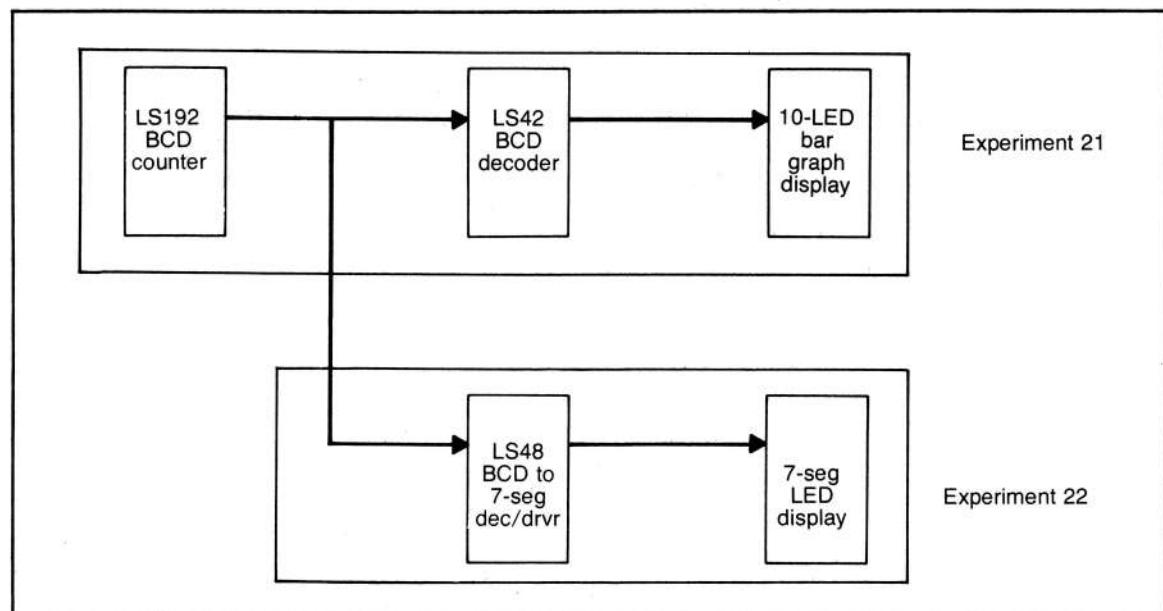 LS192
BCD
counter
LS42
BCD
decoder
10-LED
bar
graph
display
Experiment 21
LS48
BCD to
7-seg
dec/drvr
7-seg
LED
display
Experiment 22